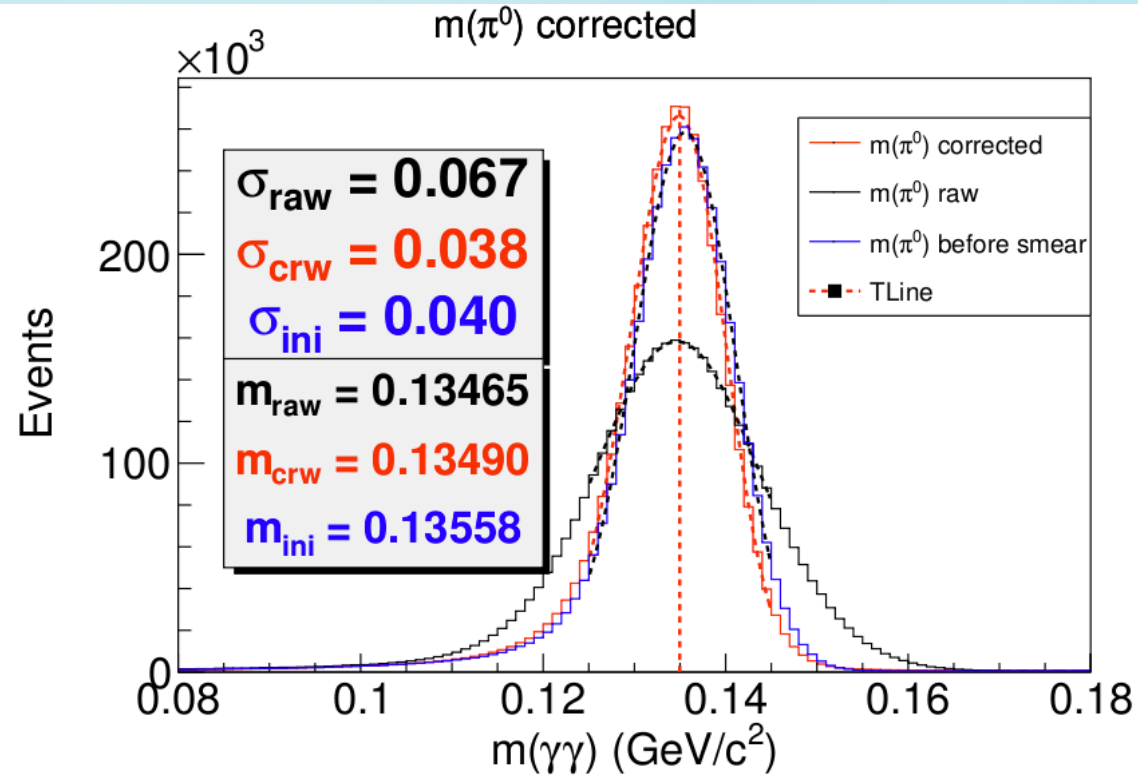 m(π⁰) corrected
×10³
σraw = 0.067
σcrw = 0.038
σini = 0.040
mraw = 0.13465
mcrw = 0.13490
mini = 0.13558
m(π⁰) corrected
m(π⁰) raw
m(π⁰) before smear
TLine
Events
200
100
0
0.08 0.1 0.12 0.14 0.16 0.18
m(γγ) (GeV/c²)